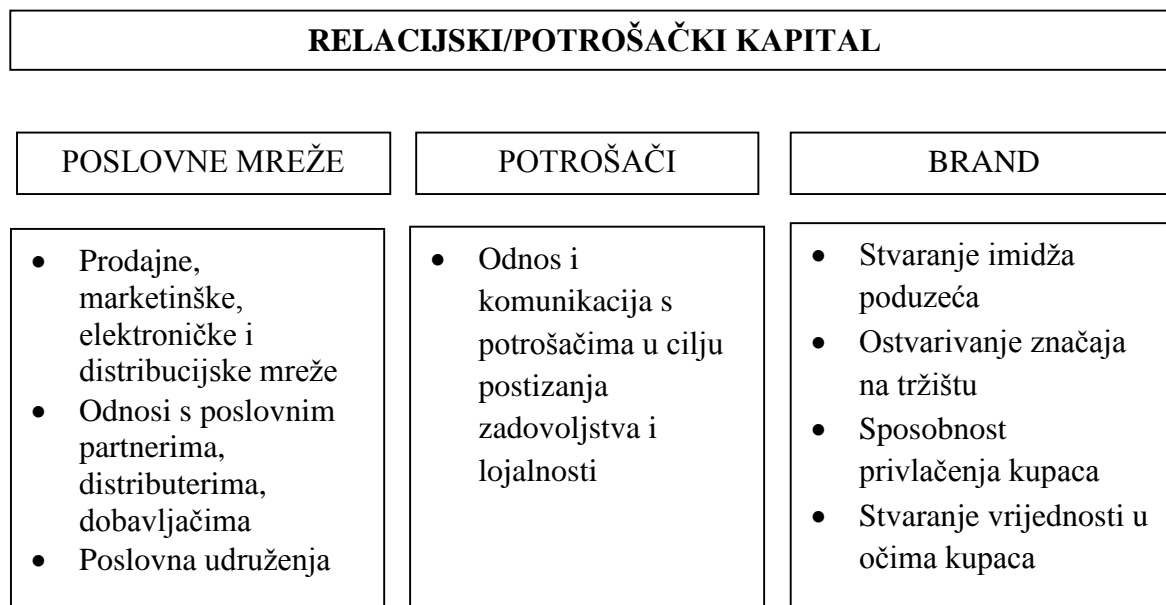 RELACIJSKI/POTROŠAČKI KAPITAL
POSLOVNE MREŽE
• Prodajne,
marketinške,
elektroničke i
distribucijske mreže
• Odnosi s poslovnim
partnerima,
distributerima,
dobavljačima
• Poslovna udruženja
POTROŠAČI
• Odnos i
komunikacija s
potrošačima u cilju
postizanja
zadovoljstva i
lojalnosti
BRAND
• Stvaranje imidža
poduzeća
• Ostvarivanje značaja
na tržištu
• Sposobnost
privlačenja kupaca
• Stvaranje vrijednosti u
očima kupaca